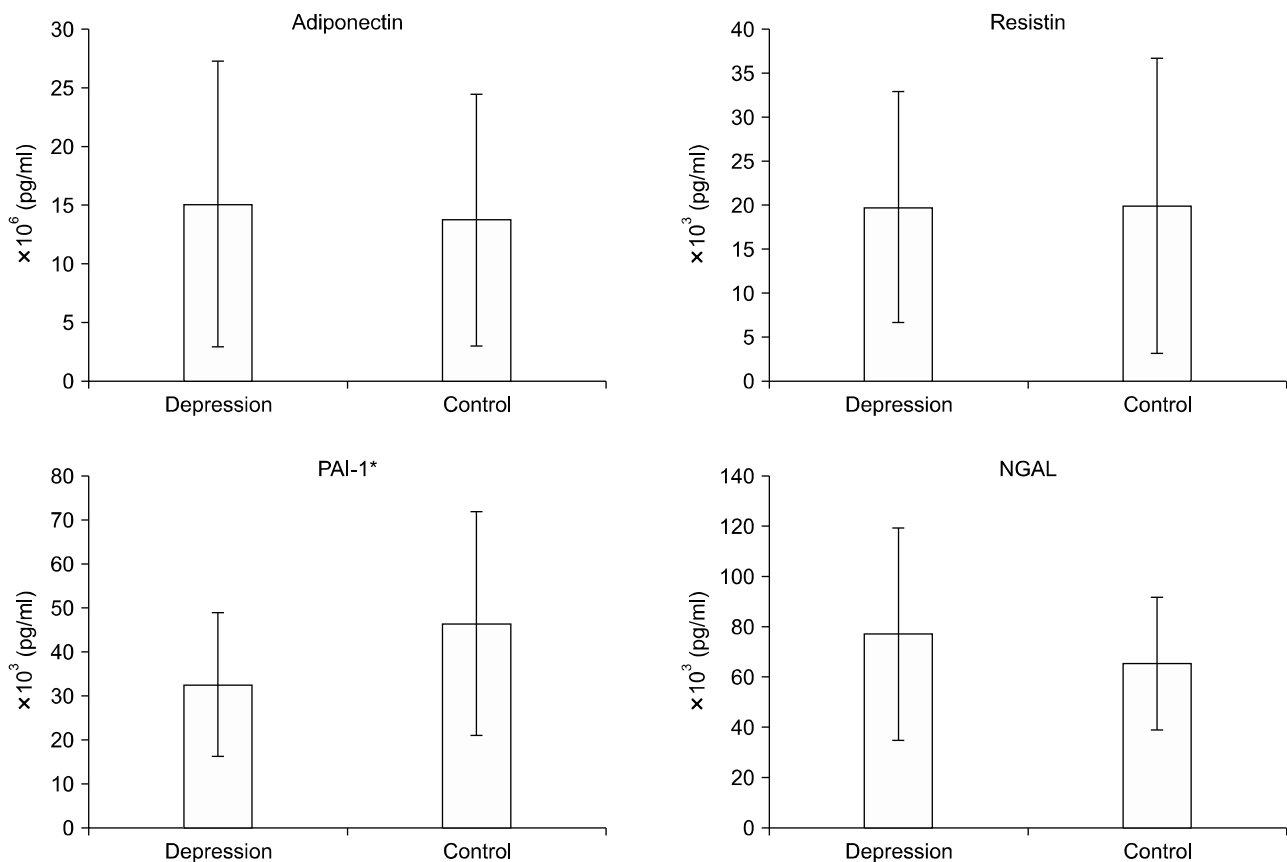 Adiponectin
30
25
20
15
10
5
0
×10⁶ (pg/ml)
Depression Control
Resistin
40
35
30
25
20
15
10
5
0
×10³ (pg/ml)
Depression Control
PAI-1*
80
70
60
50
40
30
20
10
0
×10³ (pg/ml)
Depression Control
NGAL
140
120
100
80
60
40
20
0
×10³ (pg/ml)
Depression Control